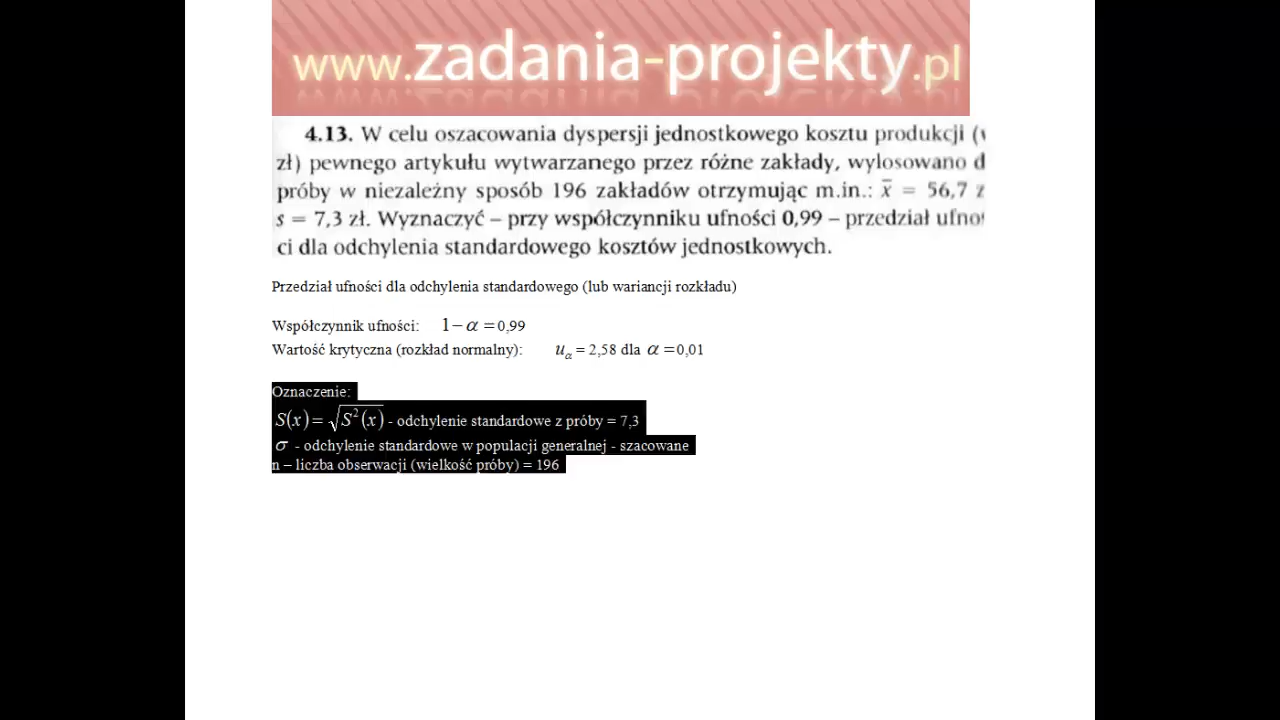 www.zadania-projekty.pl
4.13. W celu oszacowania dyspersji jednostkowego kosztu produkcji (
zł) pewnego artykułu wytwarzanego przez różne zakłady, wylosowano d
próby w niezależny sposób 196 zakładów otrzymując m.in.: x̄ = 56,7 z
s = 7,3 zł. Wyznaczyć – przy współczynniku ufności 0,99 – przedział ufno
ci dla odchylenia standardowego kosztów jednostkowych.
Przedział ufności dla odchylenia standardowego (lub wariancji rozkładu)
Współczynnik ufności: 1 − α = 0,99
Wartość krytyczna (rozkład normalny): uα = 2,58 dla α = 0,01
Oznaczenie:
S(x) = √S²(x) - odchylenie standardowe z próby = 7,3
σ - odchylenie standardowe w populacji generalnej - szacowane
n – liczba obserwacji (wielkość próby) = 196